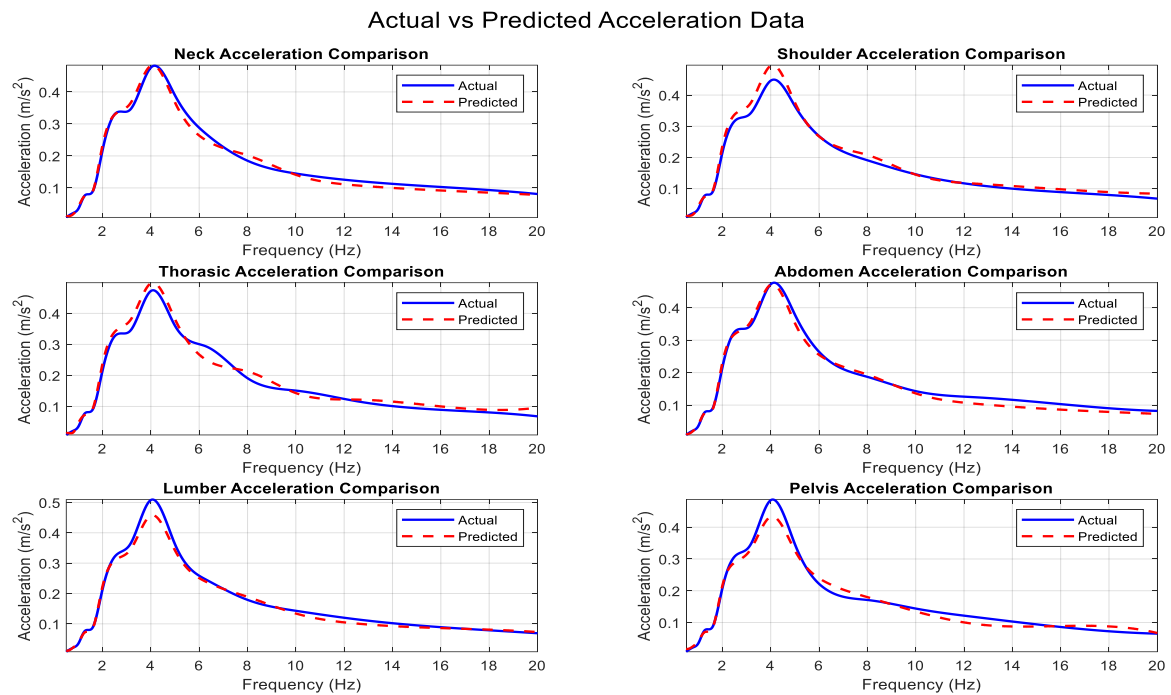 Actual vs Predicted Acceleration Data
Neck Acceleration Comparison
Acceleration (m/s²)
0.4
0.3
0.2
0.1
Actual
Predicted
2 4 6 8 10 12 14 16 18 20
Frequency (Hz)
Shoulder Acceleration Comparison
Acceleration (m/s²)
0.4
0.3
0.2
0.1
Actual
Predicted
2 4 6 8 10 12 14 16 18 20
Frequency (Hz)
Thorasic Acceleration Comparison
Acceleration (m/s²)
0.4
0.3
0.2
0.1
Actual
Predicted
2 4 6 8 10 12 14 16 18 20
Frequency (Hz)
Abdomen Acceleration Comparison
Acceleration (m/s²)
0.4
0.3
0.2
0.1
Actual
Predicted
2 4 6 8 10 12 14 16 18 20
Frequency (Hz)
Lumber Acceleration Comparison
Acceleration (m/s²)
0.5
0.4
0.3
0.2
0.1
Actual
Predicted
2 4 6 8 10 12 14 16 18 20
Frequency (Hz)
Pelvis Acceleration Comparison
Acceleration (m/s²)
0.4
0.3
0.2
0.1
Actual
Predicted
2 4 6 8 10 12 14 16 18 20
Frequency (Hz)